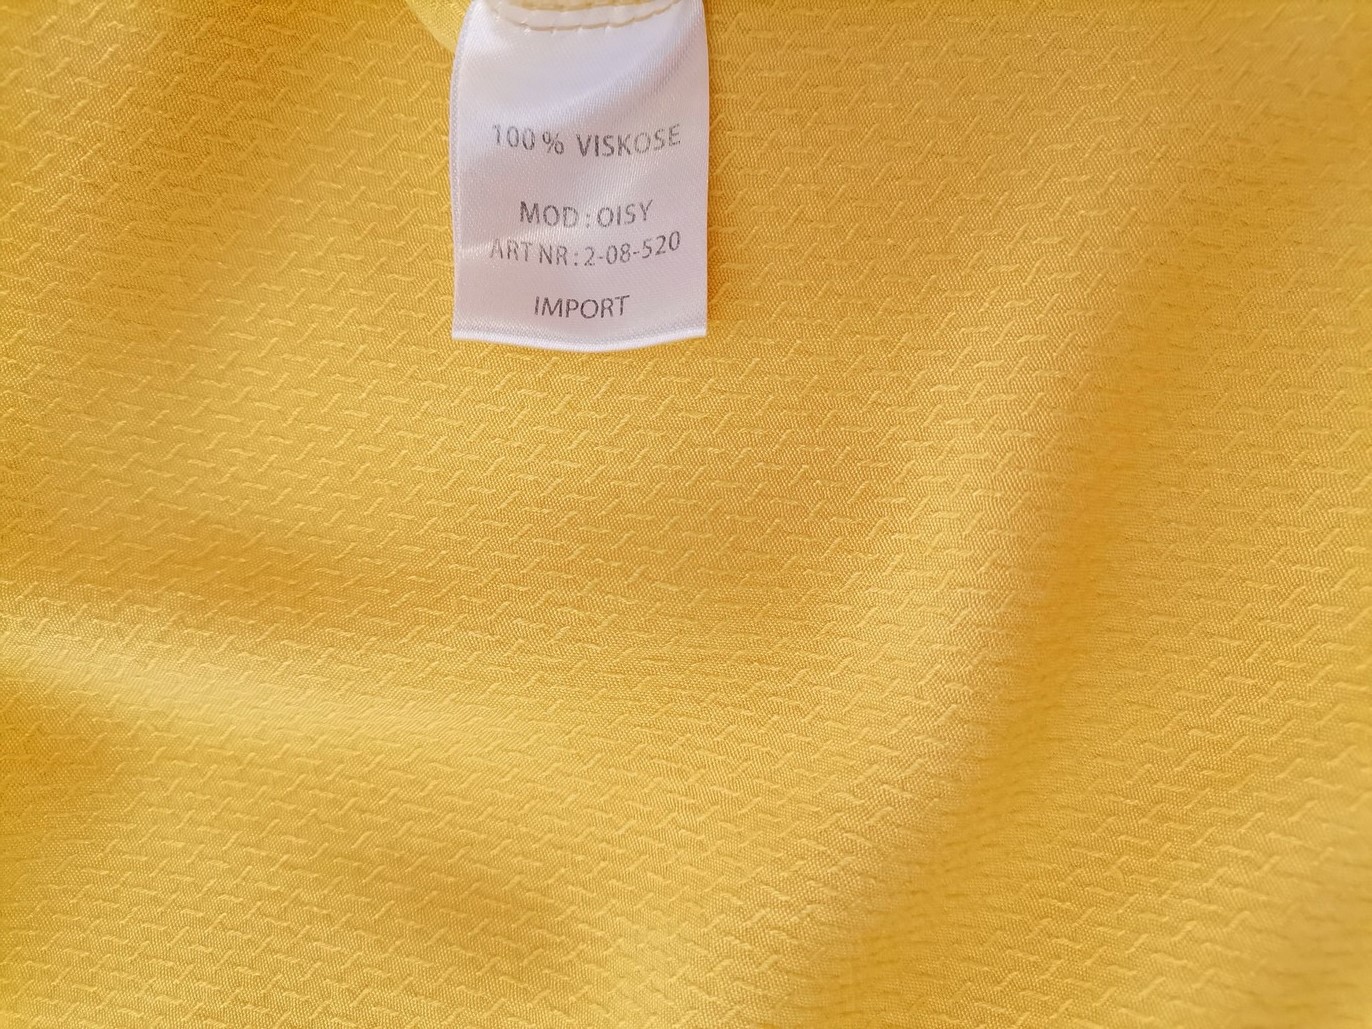 100% VISKOSE
MOD:OISY
ART NR:2-08-520
IMPORT